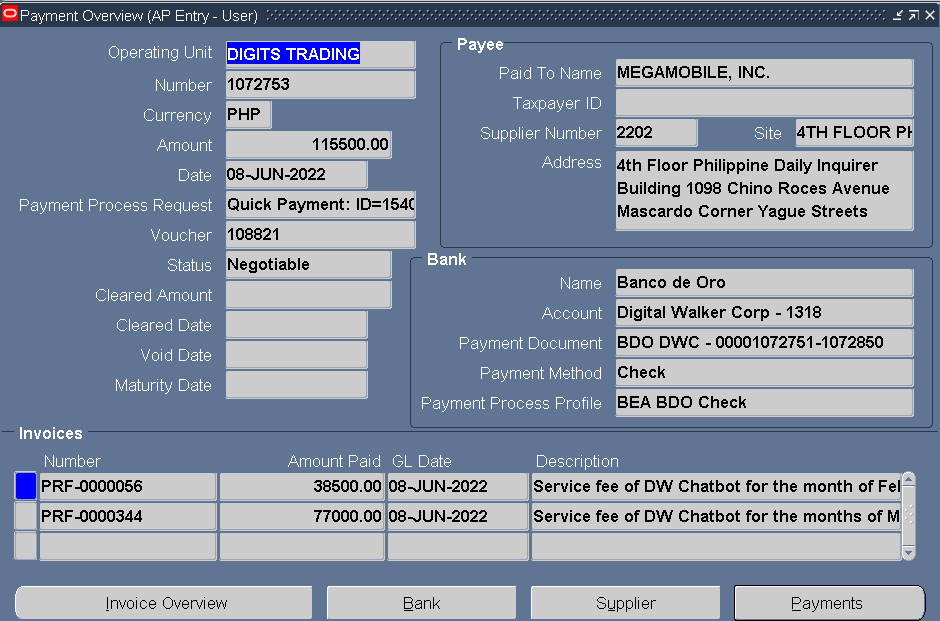 Payment Overview (AP Entry - User)
Operating Unit DIGITS TRADING
Number 1072753
Currency PHP
Amount 115500.00
Date 08-JUN-2022
Payment Process Request Quick Payment: ID=1540
Voucher 108821
Status Negotiable
Cleared Amount
Cleared Date
Void Date
Maturity Date
Payee
Paid To Name MEGAMOBILE, INC.
Taxpayer ID
Supplier Number 2202 Site 4TH FLOOR PH
Address 4th Floor Philippine Daily Inquirer
Building 1098 Chino Roces Avenue
Mascardo Corner Yague Streets
Bank
Name Banco de Oro
Account Digital Walker Corp - 1318
Payment Document BDO DWC - 00001072751-1072850
Payment Method Check
Payment Process Profile BEA BDO Check
Invoices
Number Amount Paid GL Date Description
PRF-0000056 38500.00 08-JUN-2022 Service fee of DW Chatbot for the month of Fel
PRF-0000344 77000.00 08-JUN-2022 Service fee of DW Chatbot for the months of M
Invoice Overview Bank Supplier Payments